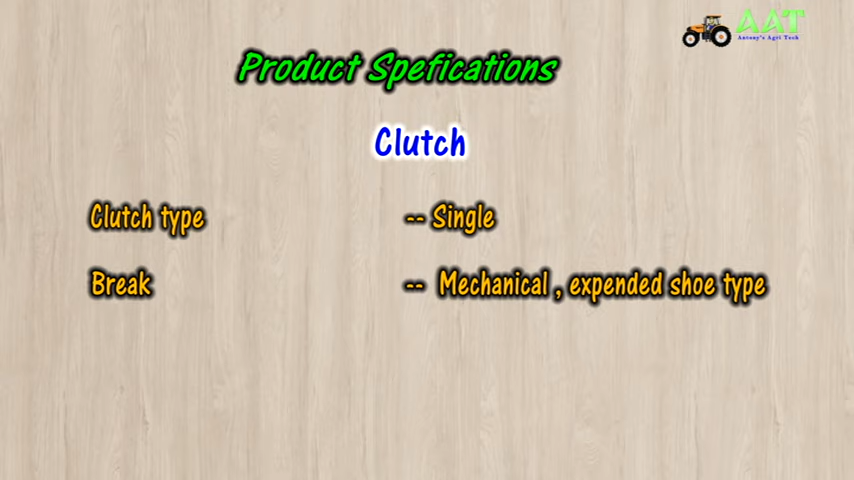 AAT
Antony's Agri Tech
Product Spefications
Clutch
Clutch type -- Single
Break -- Mechanical , expended shoe type